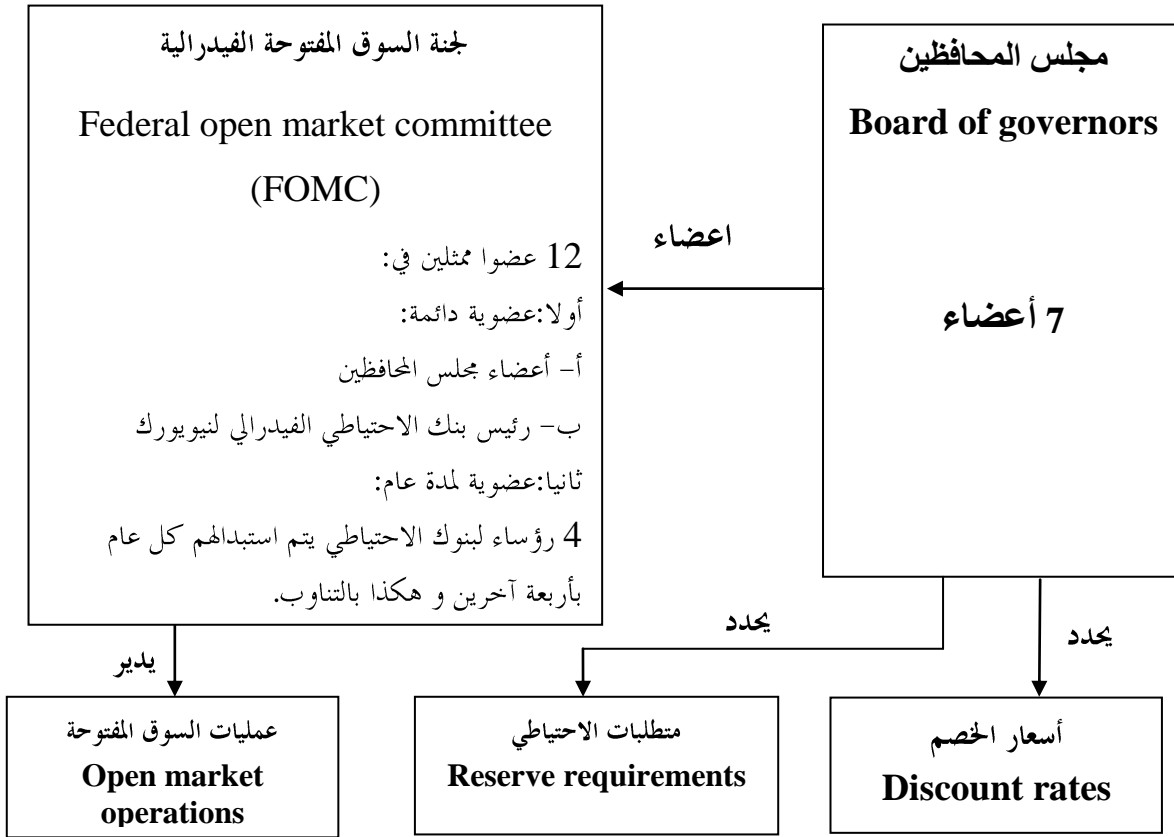 مجلس المحافظين
Board of governors
7 أعضاء
اعضاء
لجنة السوق المفتوحة الفيدرالية
Federal open market committee
(FOMC)
12 عضوا ممثلين في:
أولا:عضوية دائمة:
أ- أعضاء مجلس المحافظين
ب- رئيس بنك الاحتياطي الفيدرالي لنيويورك
ثانيا:عضوية لمدة عام:
4 رؤساء لبنوك الاحتياطي يتم استبدالهم كل عام
بأربعة آخرين و هكذا بالتناوب.
يحدد
يحدد
يدير
أسعار الخصم
Discount rates
متطلبات الاحتياطي
Reserve requirements
عمليات السوق المفتوحة
Open market
operations